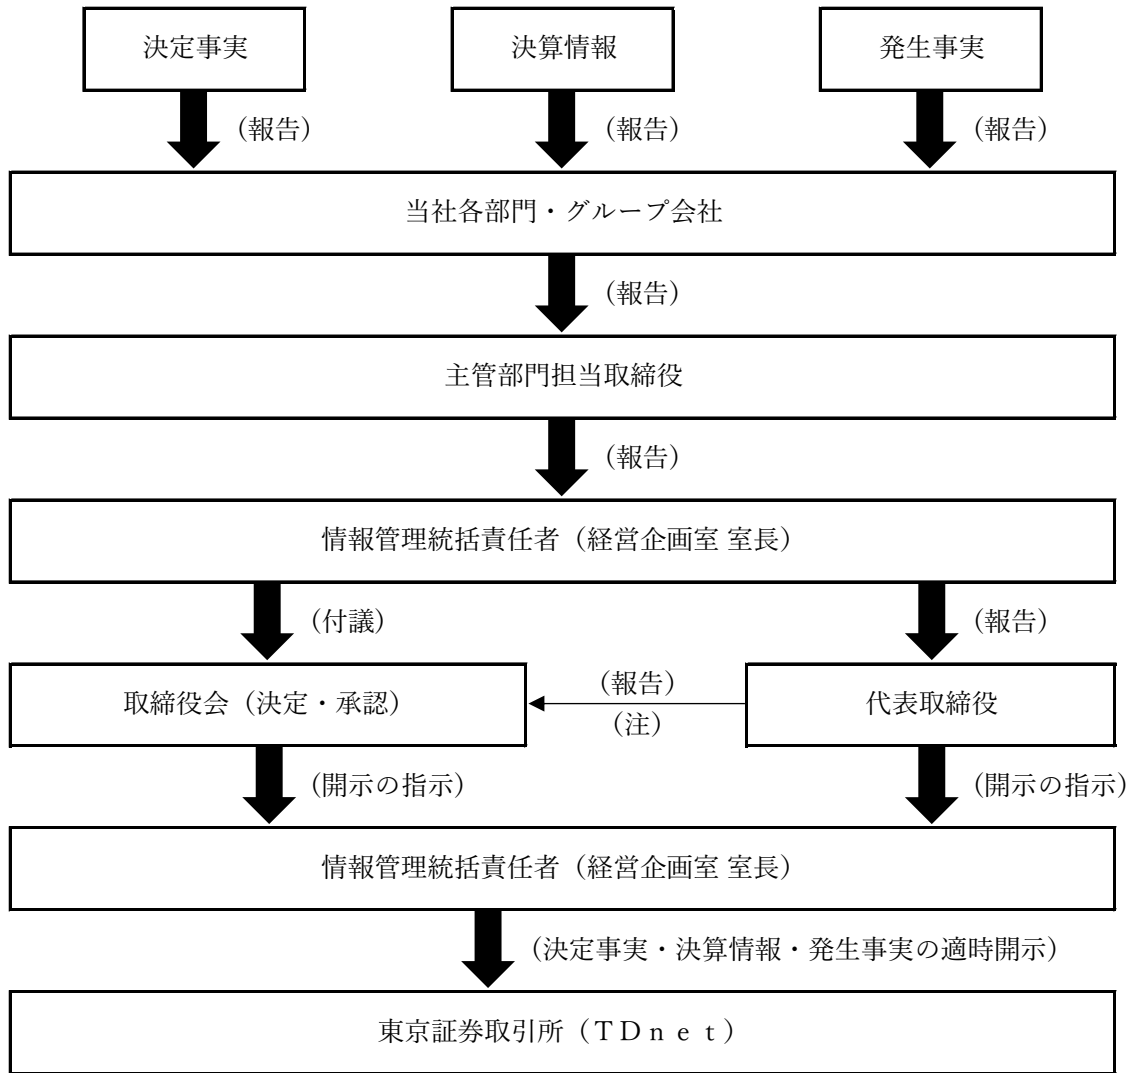 決定事実
決算情報
発生事実
（報告）
（報告）
（報告）
当社各部門・グループ会社
（報告）
主管部門担当取締役
（報告）
情報管理統括責任者（経営企画室 室長）
（付議）
（報告）
取締役会（決定・承認）
（報告）
（注）
代表取締役
（開示の指示）
（開示の指示）
情報管理統括責任者（経営企画室 室長）
（決定事実・決算情報・発生事実の適時開示）
東京証券取引所（ＴＤｎｅｔ）